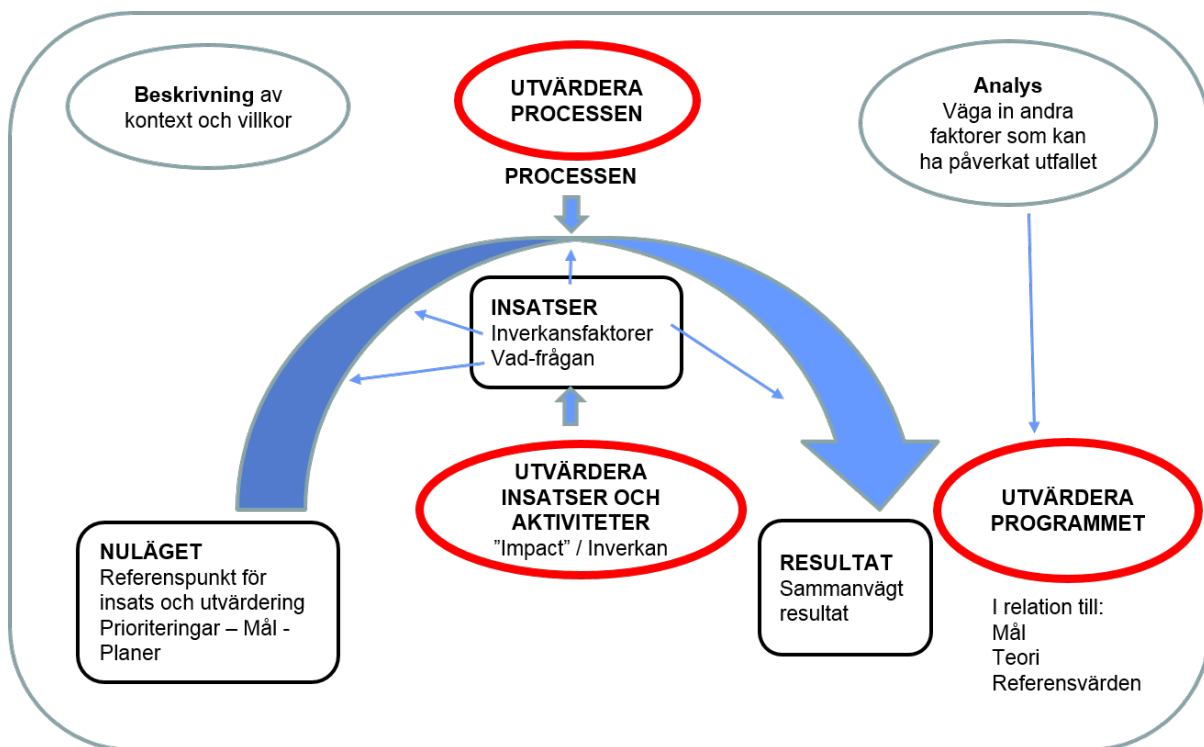 Beskrivning av
kontext och villkor
UTVÄRDERA
PROCESSEN
Analys
Väga in andra
faktorer som kan
ha påverkat utfallet
PROCESSEN
INSATSER
Inverkansfaktorer
Vad-frågan
UTVÄRDERA
INSATSER OCH
AKTIVITETER
”Impact” / Inverkan
UTVÄRDERA
PROGRAMMET
NULÄGET
Referenspunkt för
insats och utvärdering
Prioriteringar – Mål -
Planer
RESULTAT
Sammanvägt
resultat
I relation till:
Mål
Teori
Referensvärden